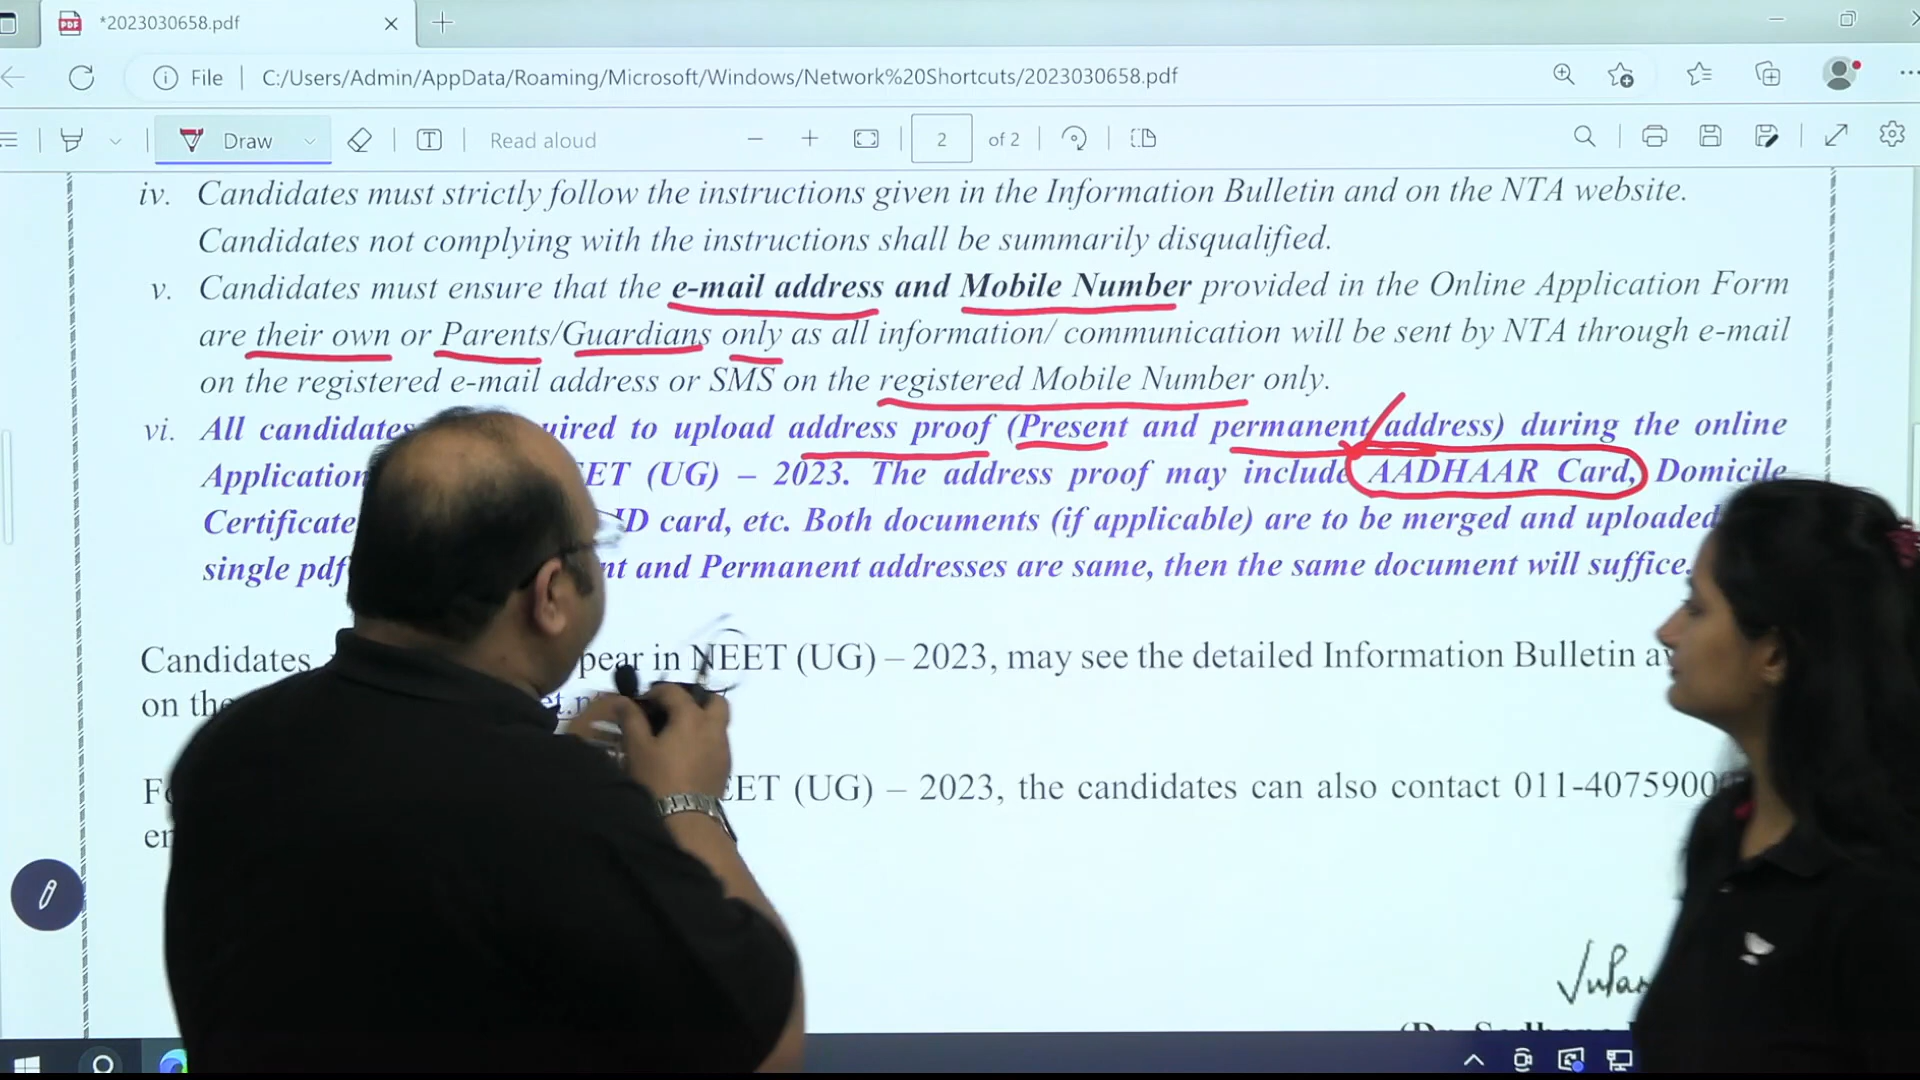 *2023030658.pdf
File C:/Users/Admin/AppData/Roaming/Microsoft/Windows/Network%20Shortcuts/2023030658.pdf
Draw Read aloud 2 of 2
iv. Candidates must strictly follow the instructions given in the Information Bulletin and on the NTA website.
Candidates not complying with the instructions shall be summarily disqualified.
v. Candidates must ensure that the e-mail address and Mobile Number provided in the Online Application Form
are their own or Parents/Guardians only as all information/ communication will be sent by NTA through e-mail
on the registered e-mail address or SMS on the registered Mobile Number only.
vi. All candidates uired to upload address proof (Present and permanent address) during the online
Application EET (UG) – 2023. The address proof may include AADHAAR Card, Domicile
Certificate ID card, etc. Both documents (if applicable) are to be merged and uploaded
single pdf nt and Permanent addresses are same, then the same document will suffice.
Candidates pear in NEET (UG) – 2023, may see the detailed Information Bulletin av
on the
EET (UG) – 2023, the candidates can also contact 011-4075900